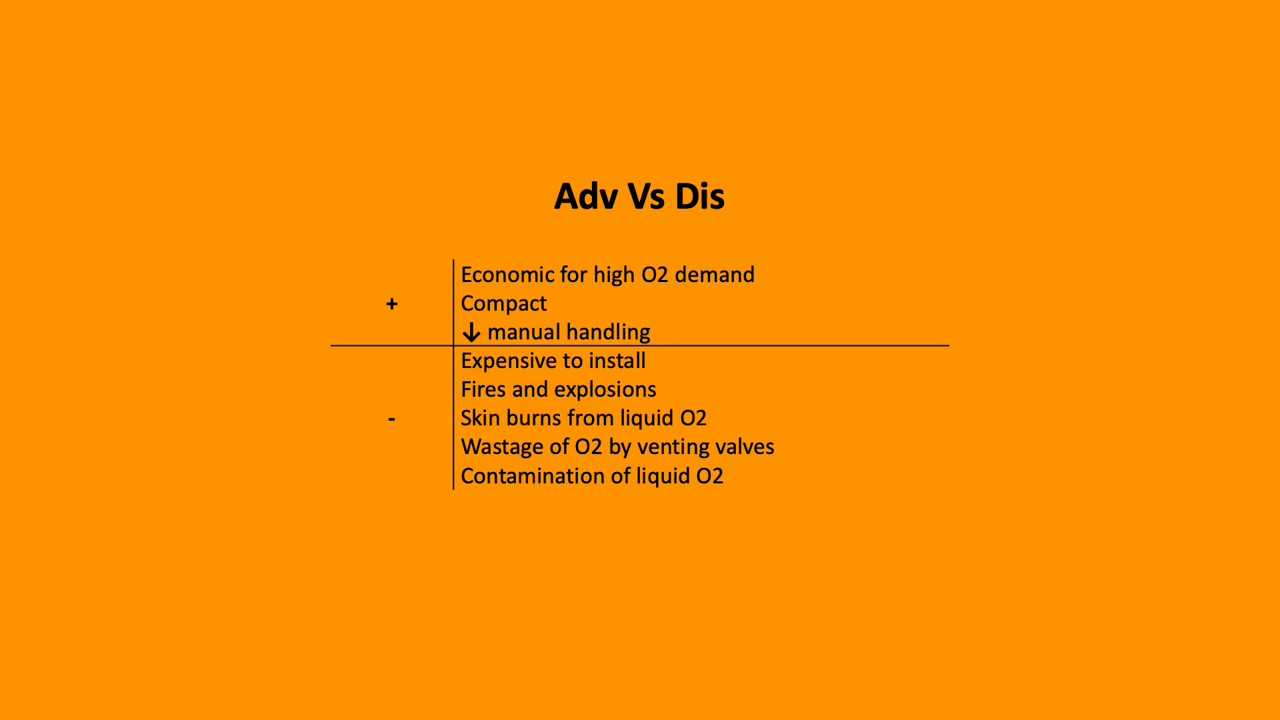 Adv Vs Dis
Economic for high O2 demand
+ Compact
↓ manual handling
Expensive to install
Fires and explosions
- Skin burns from liquid O2
Wastage of O2 by venting valves
Contamination of liquid O2